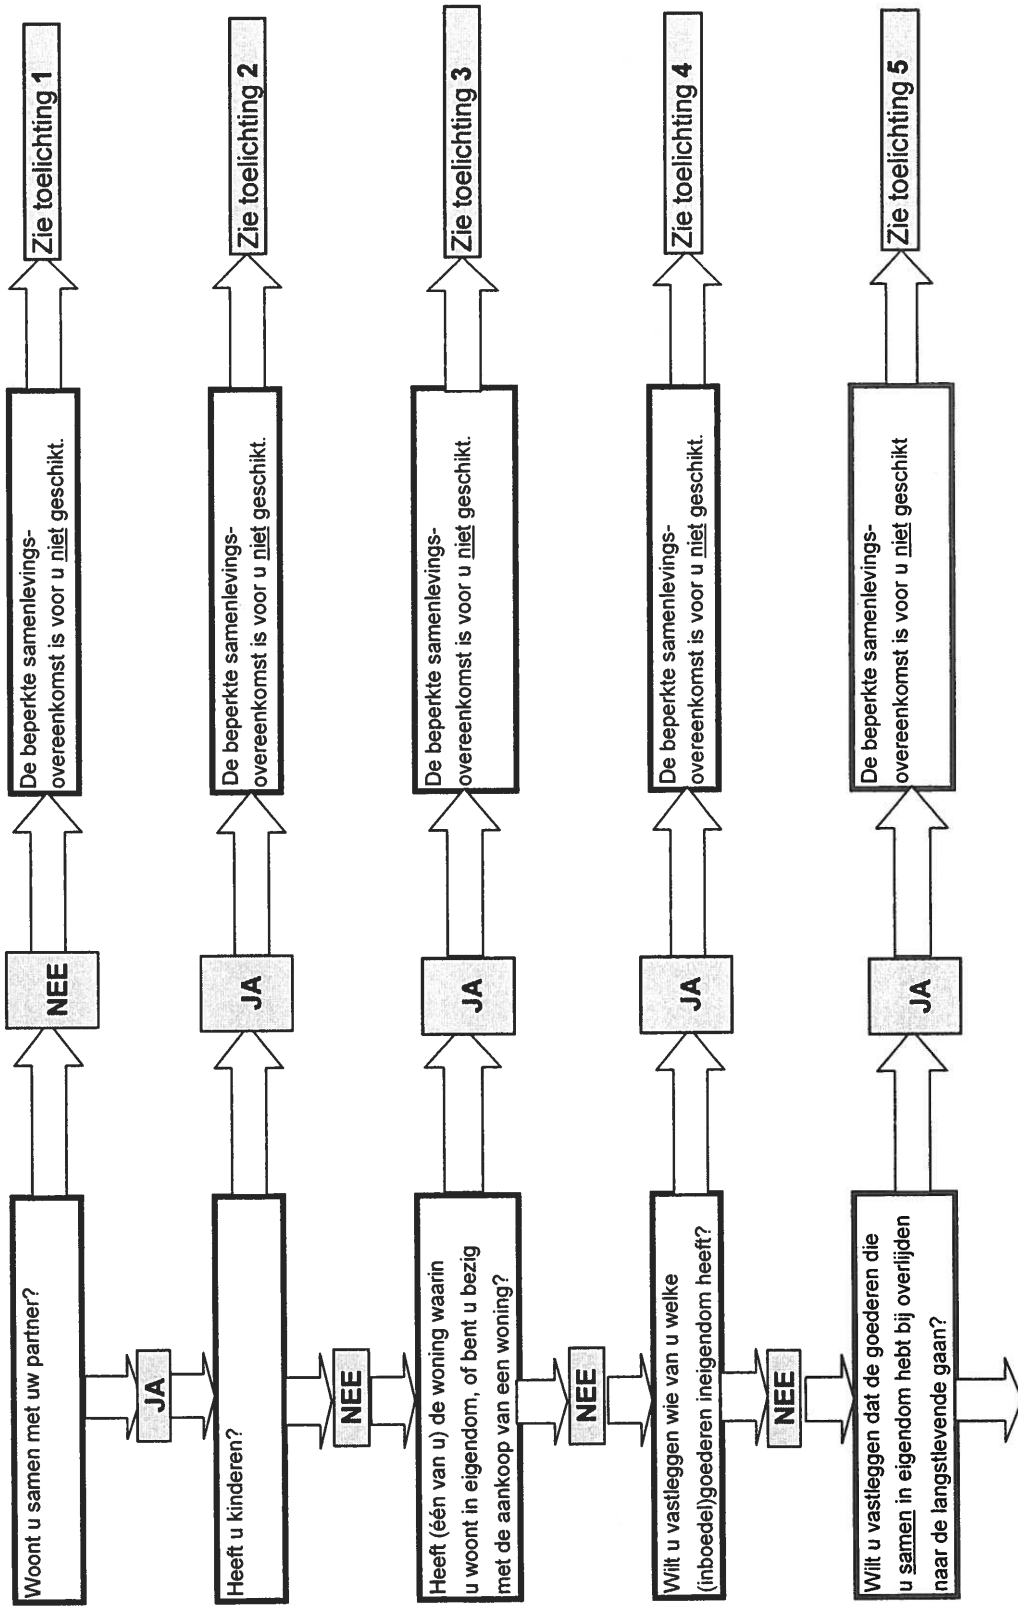 Woont u samen met uw partner?
NEE
De beperkte samenlevings-
overeenkomst is voor u niet geschikt.
Zie toelichting 1
JA
Heeft u kinderen?
JA
De beperkte samenlevings-
overeenkomst is voor u niet geschikt.
Zie toelichting 2
NEE
Heeft (één van u) de woning waarin
u woont in eigendom, of bent u bezig
met de aankoop van een woning?
JA
De beperkte samenlevings-
overeenkomst is voor u niet geschikt.
Zie toelichting 3
NEE
Wilt u vastleggen wie van u welke
(inboedel)goederen ineigendom heeft?
JA
De beperkte samenlevings-
overeenkomst is voor u niet geschikt.
Zie toelichting 4
NEE
Wilt u vastleggen dat de goederen die
u samen in eigendom hebt bij overlijden
naar de langstlevende gaan?
JA
De beperkte samenlevings-
overeenkomst is voor u niet geschikt
Zie toelichting 5